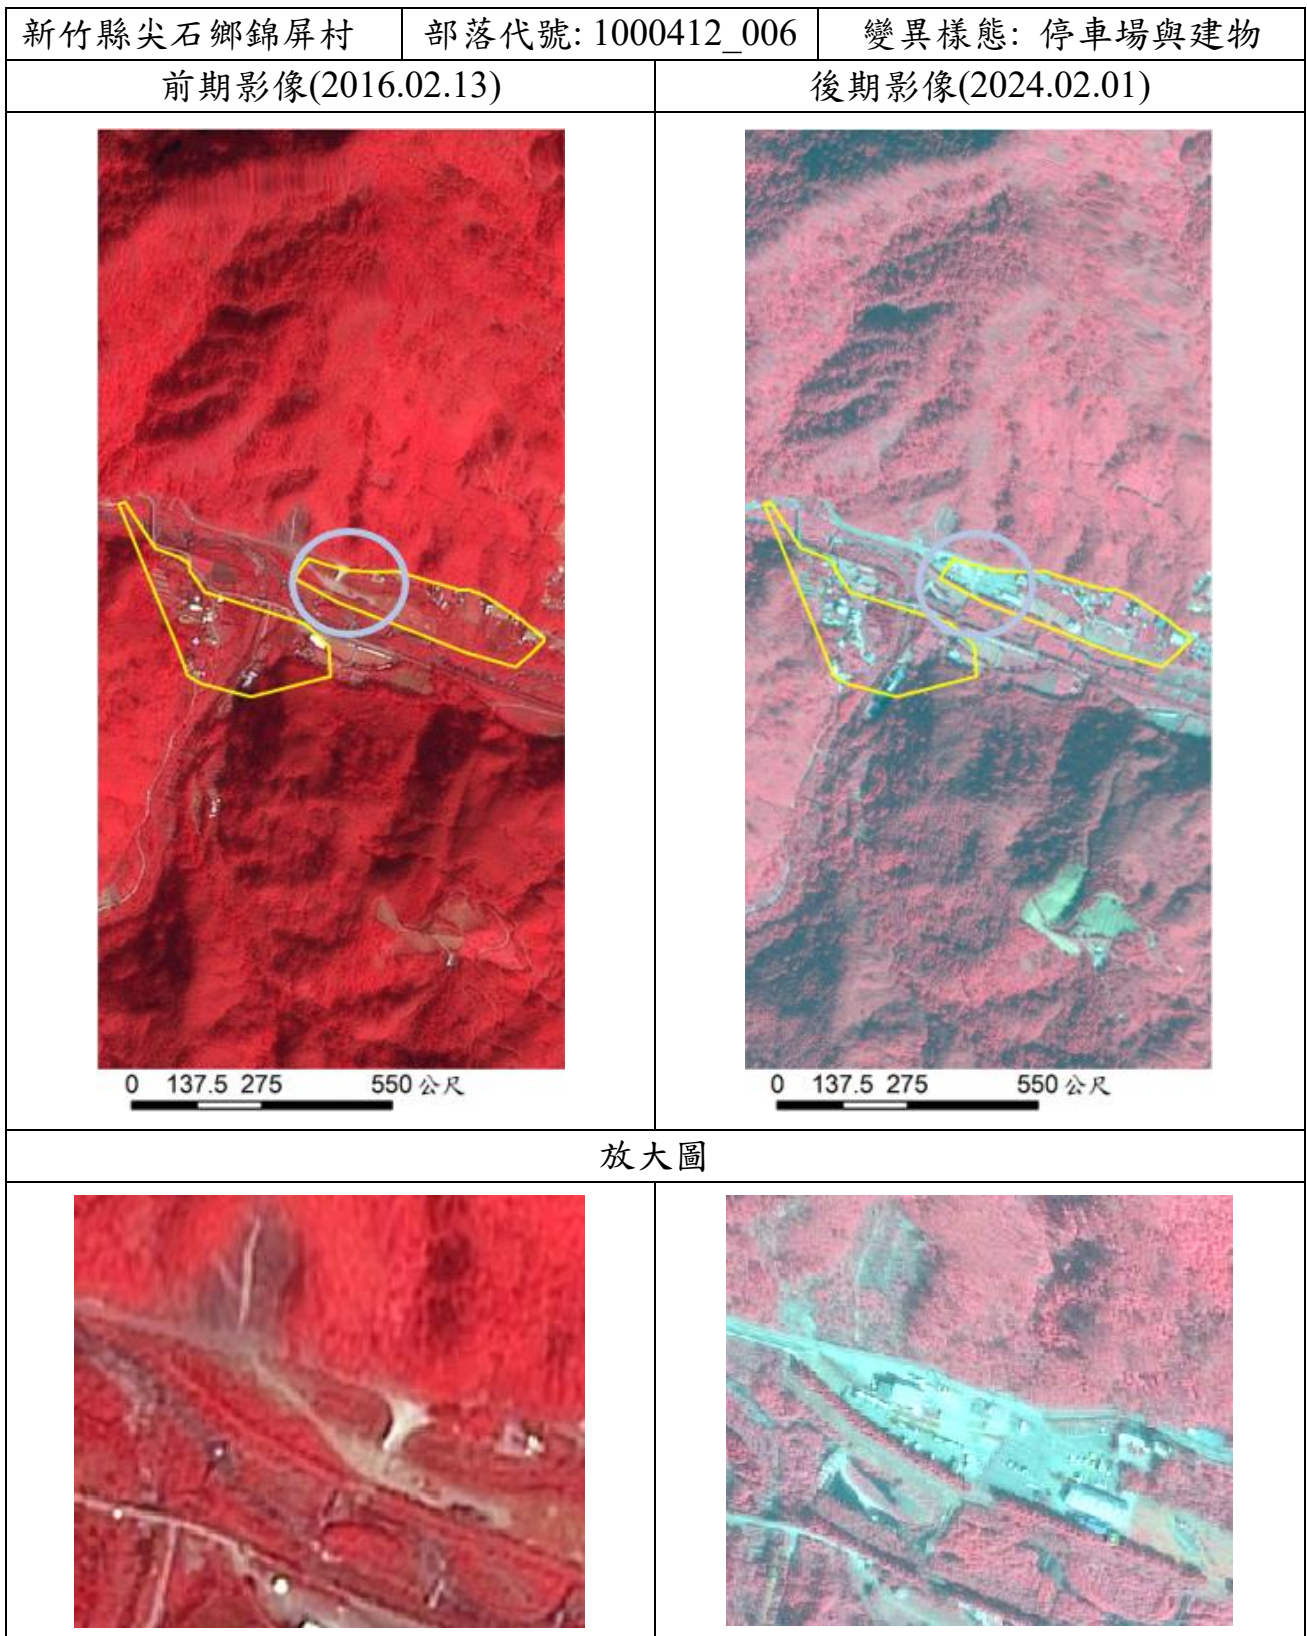 新竹縣尖石鄉錦屏村 部落代號: 1000412_006 變異樣態: 停車場與建物
前期影像(2016.02.13) 後期影像(2024.02.01)
0 137.5 275 550 公尺 0 137.5 275 550 公尺
放大圖